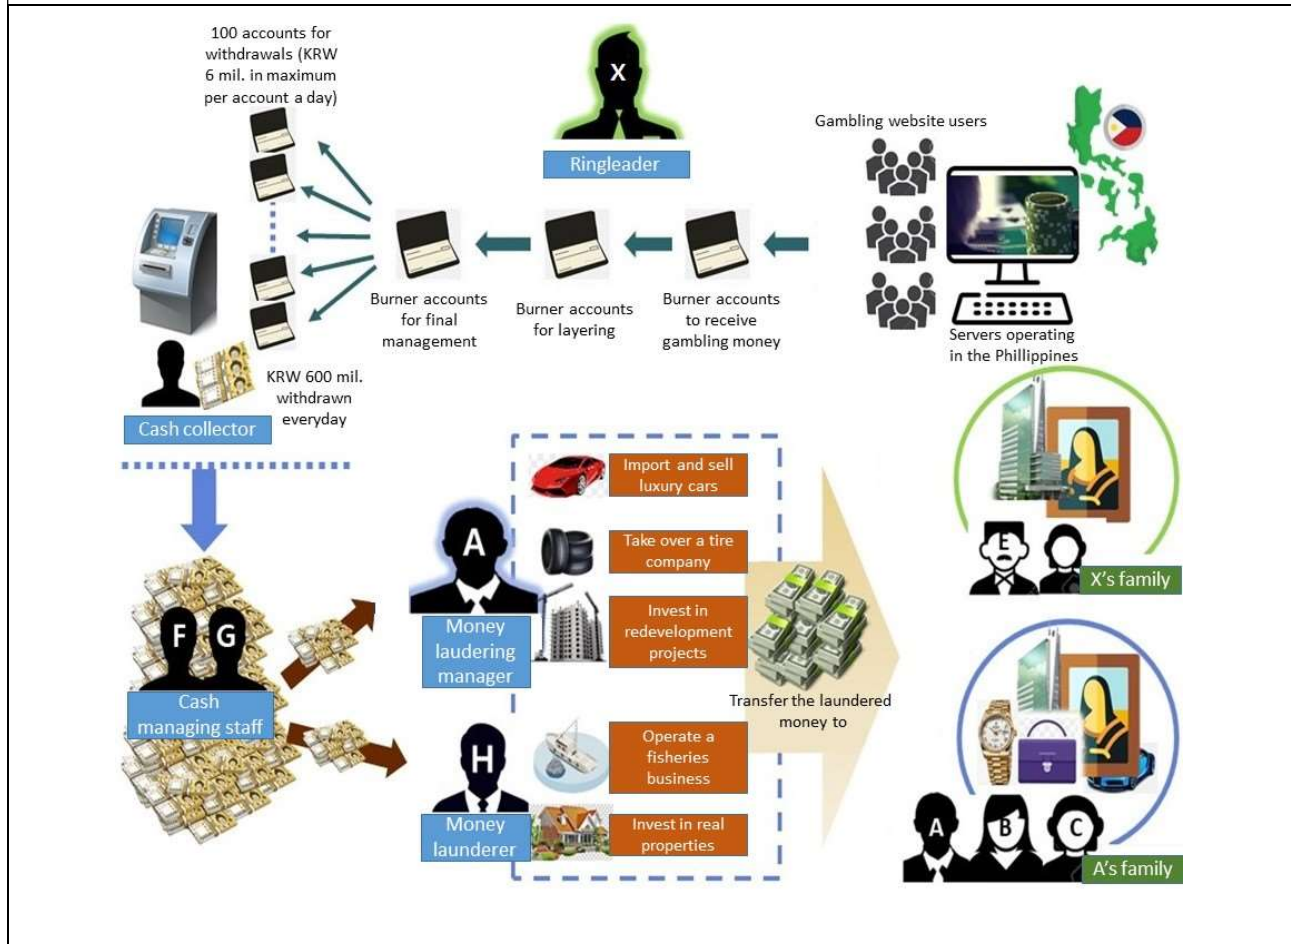 100 accounts for
withdrawals (KRW
6 mil. in maximum
per account a day)
X
Ringleader
Gambling website users
Burner accounts
for final
management
Burner accounts
for layering
Burner accounts
to receive
gambling money
Servers operating
in the Phillippines
KRW 600 mil.
withdrawn
everyday
Cash collector
Import and sell
luxury cars
A
Take over a tire
company
E
X's family
Invest in
redevelopment
projects
Money
laudering
manager
F G
Cash
managing staff
Transfer the laundered
money to
H
Operate a
fisheries
business
Money
launderer
Invest in real
properties
A B C
A's family